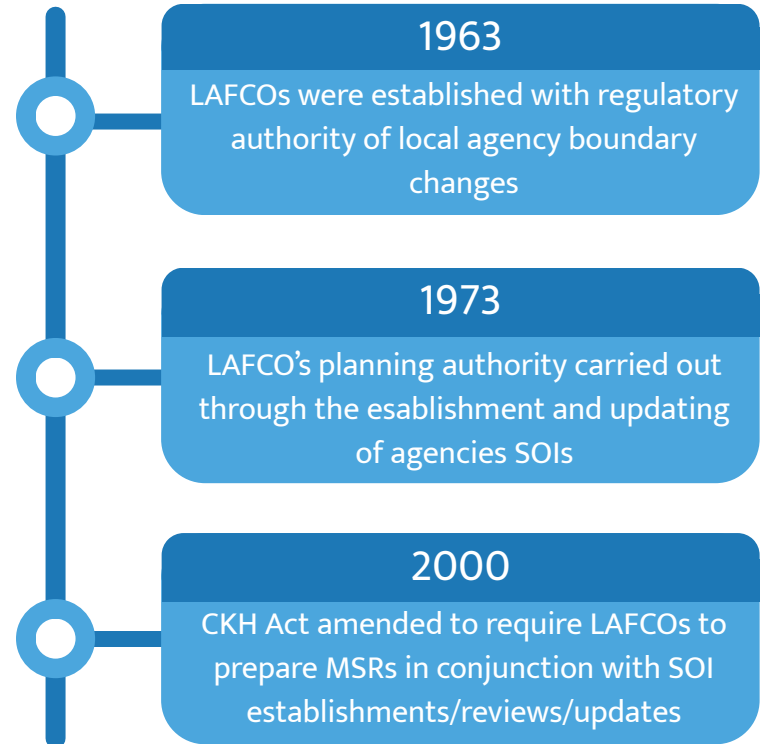 1963
LAFCOs were established with regulatory
authority of local agency boundary
changes
1973
LAFCO’s planning authority carried out
through the esablishment and updating
of agencies SOIs
2000
CKH Act amended to require LAFCOs to
prepare MSRs in conjunction with SOI
establishments/reviews/updates